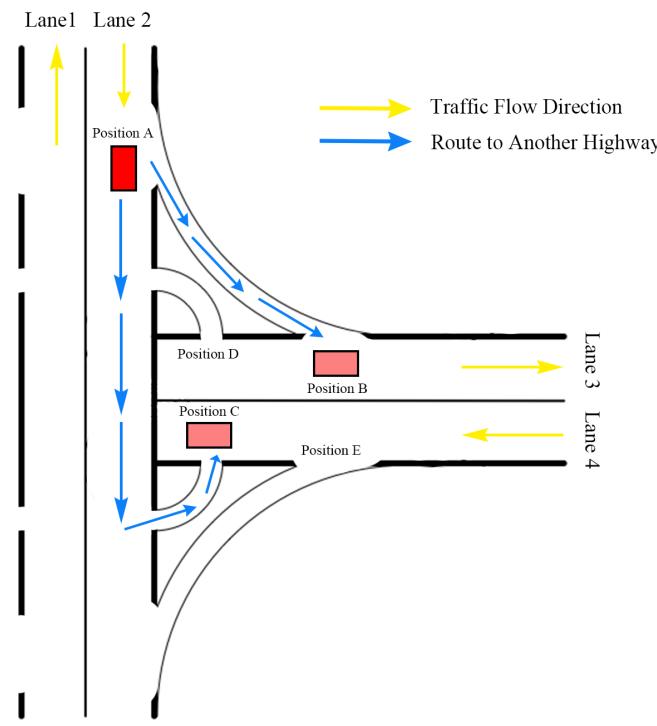 Lane1 Lane 2
Traffic Flow Direction
Position A
Route to Another Highway
Position D
Lane 3
Position B
Position C
Lane 4
Position E